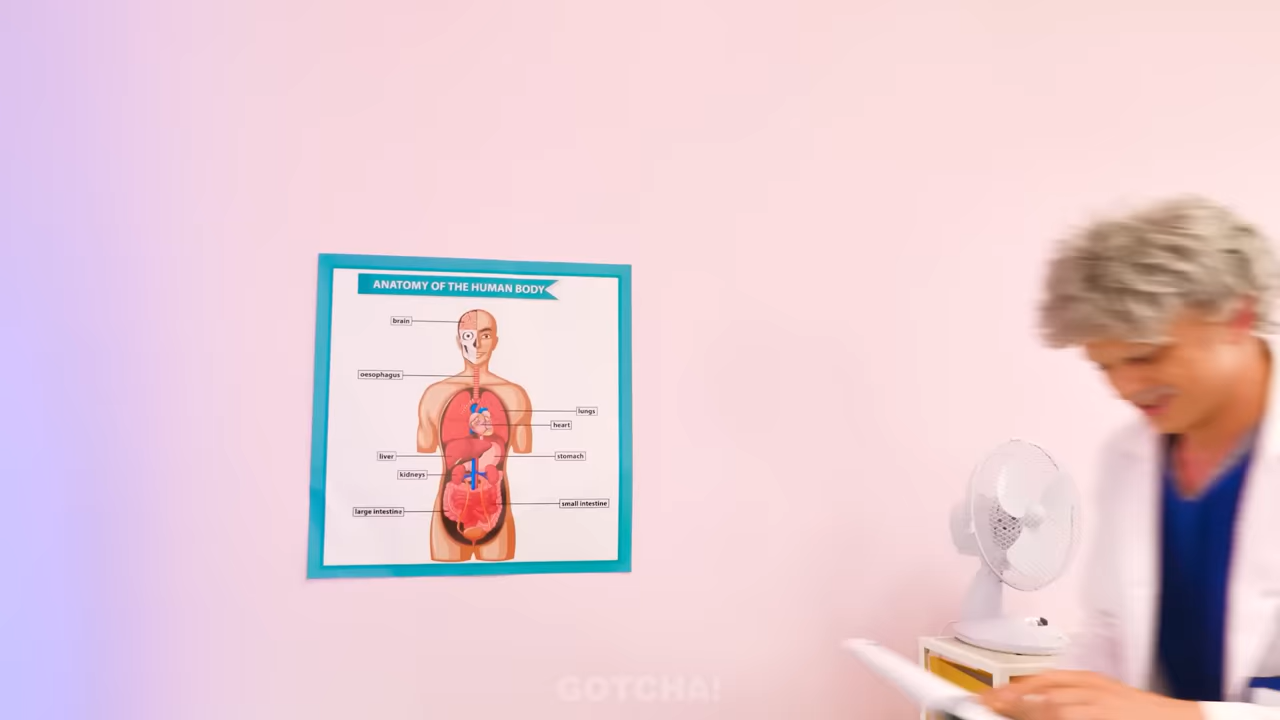 ANATOMY OF THE HUMAN BODY
brain
oesophagus
lungs
heart
liver
stomach
kidneys
small intestine
large intestine
GOTCHA!